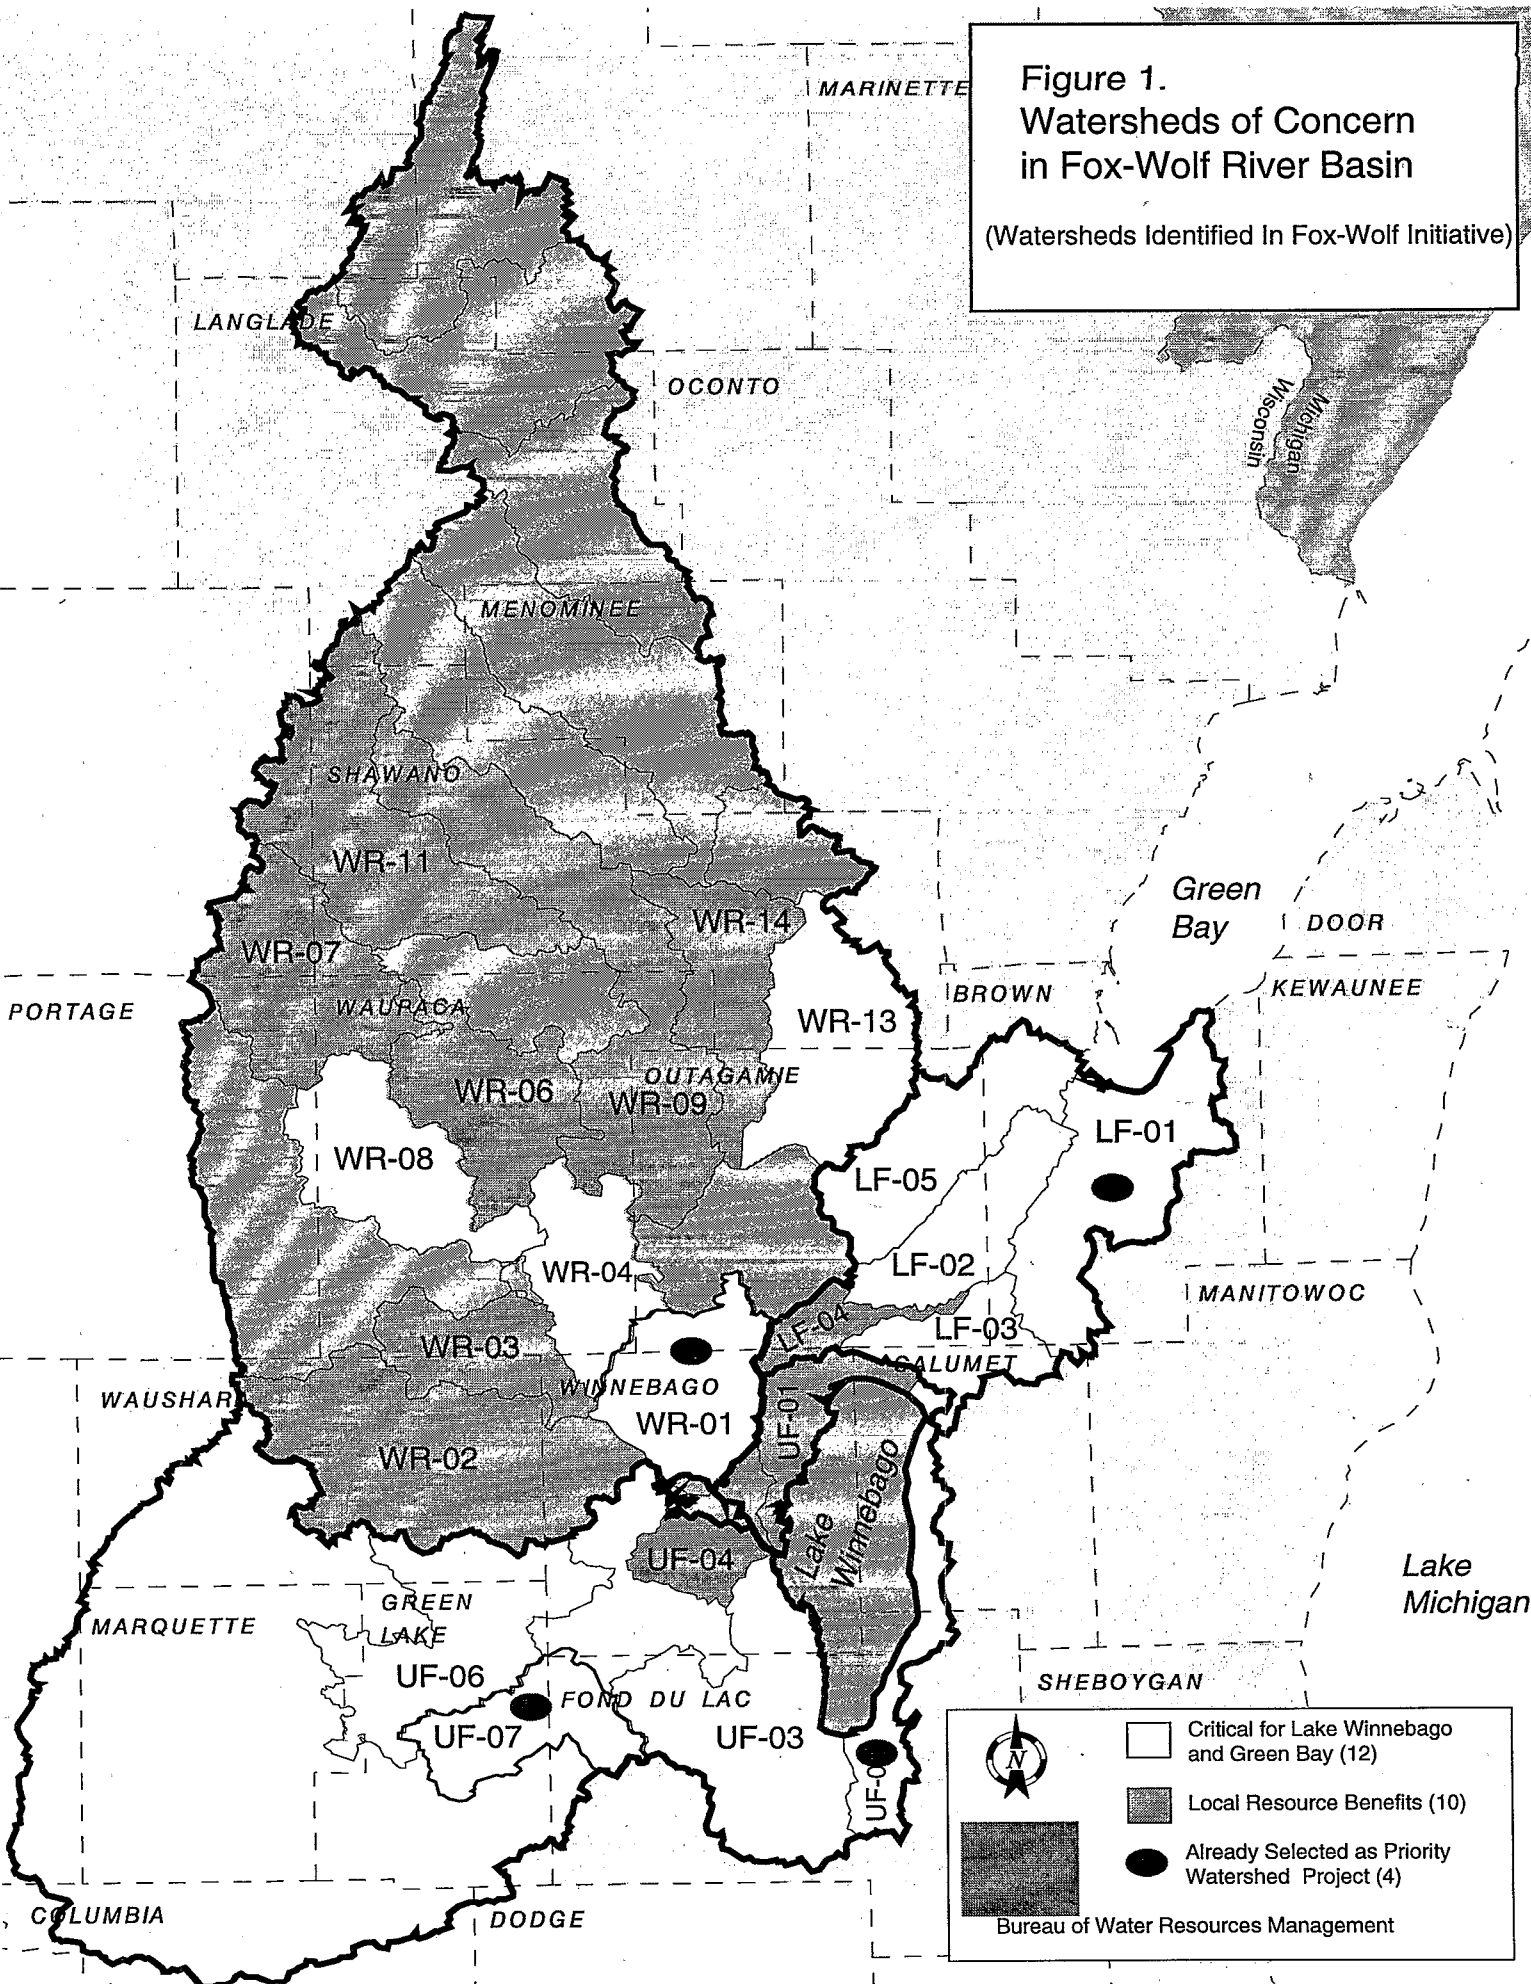 Figure 1.
Watersheds of Concern
in Fox-Wolf River Basin
(Watersheds Identified In Fox-Wolf Initiative)
MARINETTE
LANGLADE
OCONTO
Wisconsin
Michigan
MENOMINEE
SHAWANO
WR-11
WR-14
WR-07
Green
Bay
DOOR
PORTAGE
WAUPACA
WR-13
BROWN
KEWAUNEE
WR-06
OUTAGAMIE
WR-09
WR-08
LF-01
LF-05
WR-04
LF-02
MANITOWOC
WR-03
LF-04
LF-03
CALUMET
WAUSHAR
WINNEBAGO
WR-01
UF-01
WR-02
Lake
Winnebago
UF-04
Lake
Michigan
MARQUETTE
GREEN
LAKE
UF-06
FOND DU LAC
UF-07
UF-03
UF-0
SHEBOYGAN
COLUMBIA
DODGE
N
Critical for Lake Winnebago
and Green Bay (12)
Local Resource Benefits (10)
Already Selected as Priority
Watershed Project (4)
Bureau of Water Resources Management